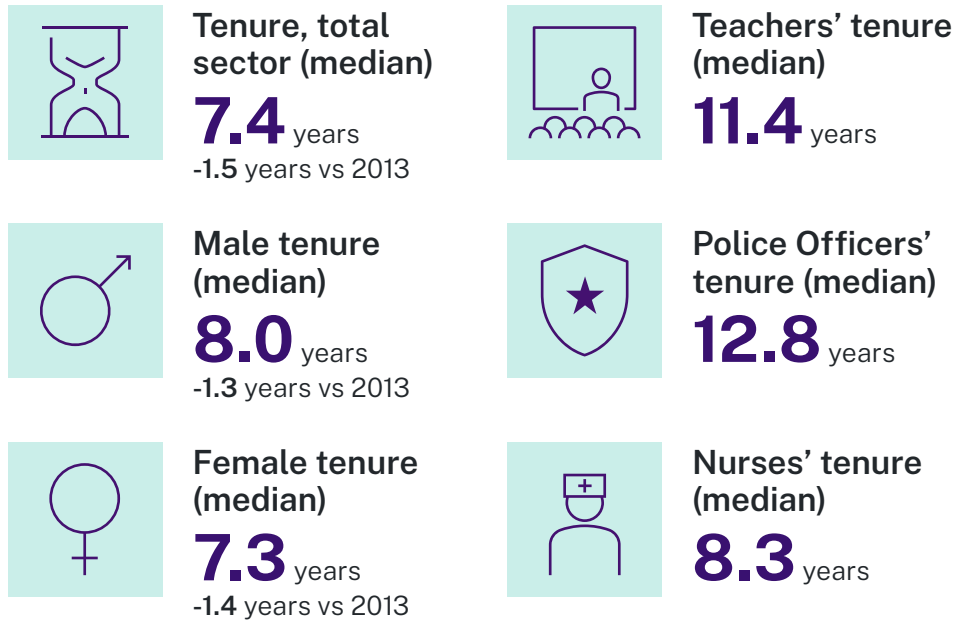 Tenure, total
sector (median)
7.4 years
-1.5 years vs 2013
Teachers’ tenure
(median)
11.4 years
Male tenure
(median)
8.0 years
-1.3 years vs 2013
Police Officers’
tenure (median)
12.8 years
Female tenure
(median)
7.3 years
-1.4 years vs 2013
Nurses’ tenure
(median)
8.3 years